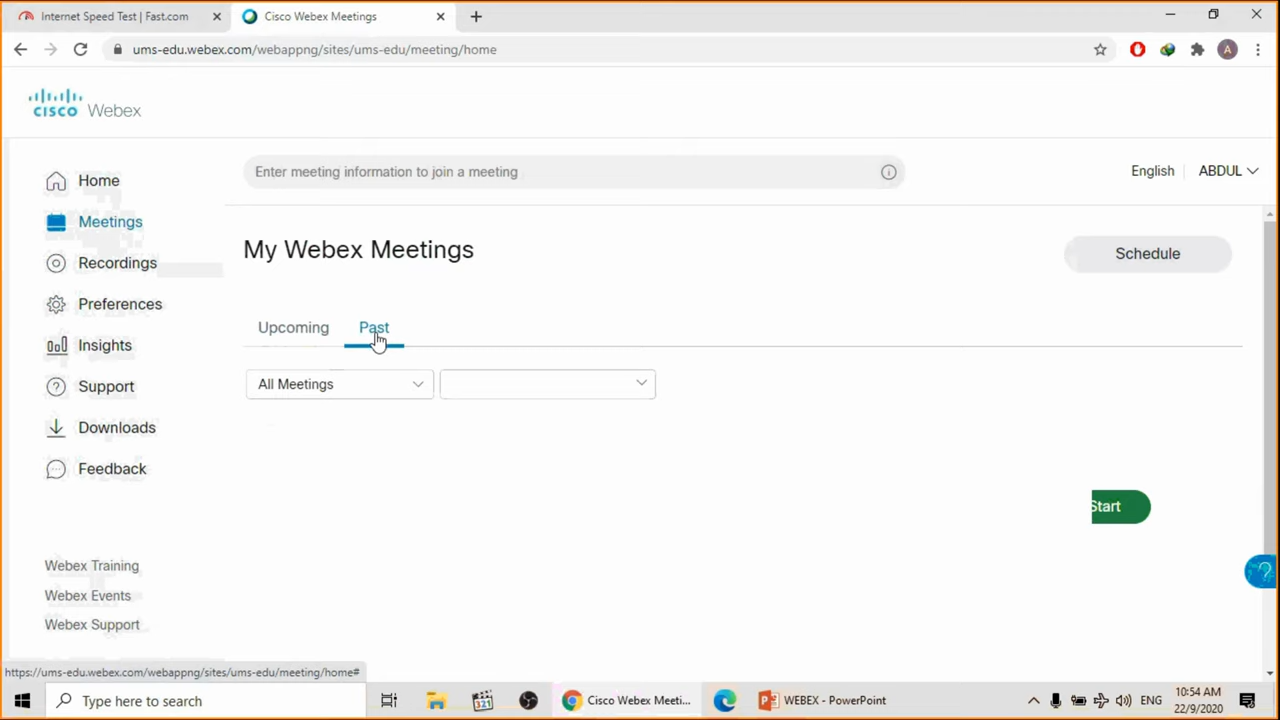 Internet Speed Test | Fast.com
Cisco Webex Meetings
ums-edu.webex.com/webappng/sites/ums-edu/meeting/home
A
CISCO Webex
Enter meeting information to join a meeting
English
ABDUL
Home
Meetings
Recordings
Preferences
Insights
Support
Downloads
Feedback
Webex Training
Webex Events
Webex Support
My Webex Meetings
Schedule
Upcoming
Past
All Meetings
Start
https://ums-edu.webex.com/webappng/sites/ums-edu/meeting/home#
Type here to search
321
Cisco Webex Meeti...
WEBEX - PowerPoint
ENG
10:54 AM
22/9/2020